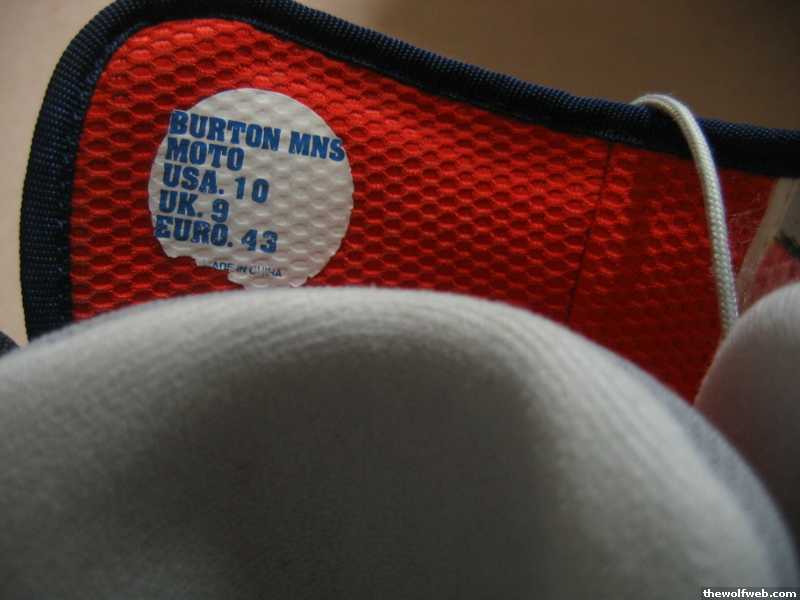 BURTON MNS
MOTO
USA. 10
UK. 9
EURO. 43
MADE IN CHINA
thewolfweb.com